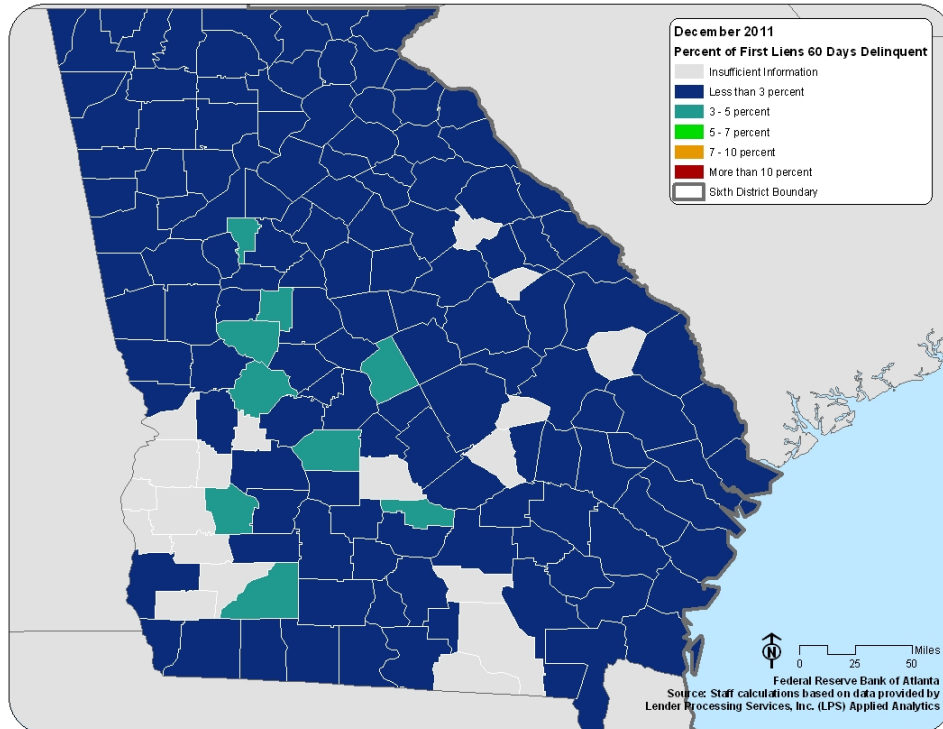 December 2011
Percent of First Liens 60 Days Delinquent
Insufficient Information
Less than 3 percent
3 - 5 percent
5 - 7 percent
7 - 10 percent
More than 10 percent
Sixth District Boundary
N
Miles
0 25 50
Federal Reserve Bank of Atlanta
Source: Staff calculations based on data provided by
Lender Processing Services, Inc. (LPS) Applied Analytics